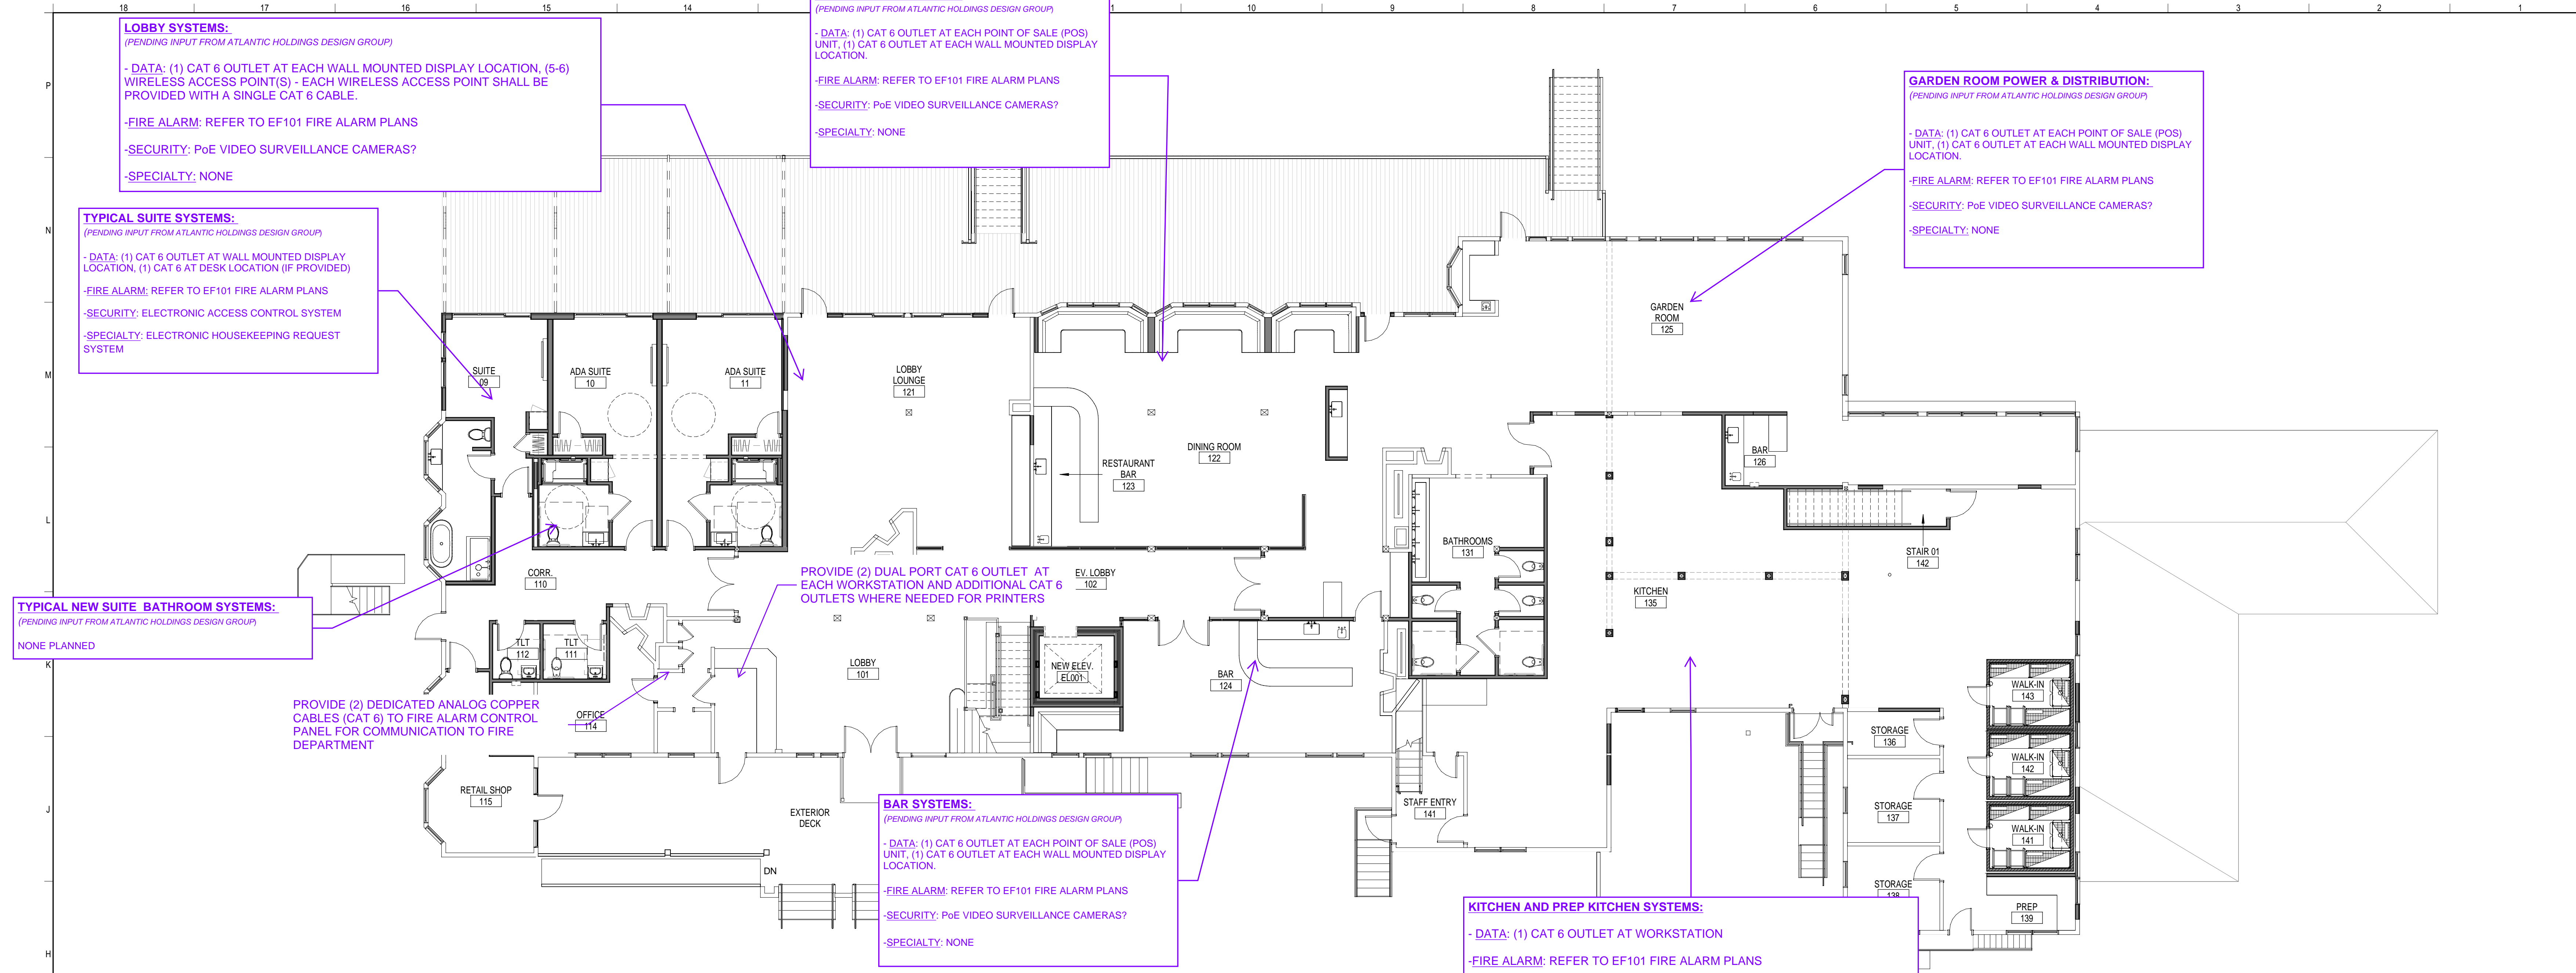 18
17
16
15
14
11
10
9
8
7
6
5
4
3
2
1
P
N
M
L
K
J
H
LOBBY SYSTEMS:
(PENDING INPUT FROM ATLANTIC HOLDINGS DESIGN GROUP)
- DATA: (1) CAT 6 OUTLET AT EACH WALL MOUNTED DISPLAY LOCATION, (5-6)
WIRELESS ACCESS POINT(S) - EACH WIRELESS ACCESS POINT SHALL BE
PROVIDED WITH A SINGLE CAT 6 CABLE.
-FIRE ALARM: REFER TO EF101 FIRE ALARM PLANS
-SECURITY: PoE VIDEO SURVEILLANCE CAMERAS?
-SPECIALTY: NONE
(PENDING INPUT FROM ATLANTIC HOLDINGS DESIGN GROUP)
- DATA: (1) CAT 6 OUTLET AT EACH POINT OF SALE (POS)
UNIT, (1) CAT 6 OUTLET AT EACH WALL MOUNTED DISPLAY
LOCATION.
-FIRE ALARM: REFER TO EF101 FIRE ALARM PLANS
-SECURITY: PoE VIDEO SURVEILLANCE CAMERAS?
-SPECIALTY: NONE
GARDEN ROOM POWER & DISTRIBUTION:
(PENDING INPUT FROM ATLANTIC HOLDINGS DESIGN GROUP)
- DATA: (1) CAT 6 OUTLET AT EACH POINT OF SALE (POS)
UNIT, (1) CAT 6 OUTLET AT EACH WALL MOUNTED DISPLAY
LOCATION.
-FIRE ALARM: REFER TO EF101 FIRE ALARM PLANS
-SECURITY: PoE VIDEO SURVEILLANCE CAMERAS?
-SPECIALTY: NONE
TYPICAL SUITE SYSTEMS:
(PENDING INPUT FROM ATLANTIC HOLDINGS DESIGN GROUP)
- DATA: (1) CAT 6 OUTLET AT WALL MOUNTED DISPLAY
LOCATION, (1) CAT 6 AT DESK LOCATION (IF PROVIDED)
-FIRE ALARM: REFER TO EF101 FIRE ALARM PLANS
-SECURITY: ELECTRONIC ACCESS CONTROL SYSTEM
-SPECIALTY: ELECTRONIC HOUSEKEEPING REQUEST
SYSTEM
SUITE
09
ADA SUITE
10
ADA SUITE
11
LOBBY
LOUNGE
121
GARDEN
ROOM
125
DINING ROOM
122
RESTAURANT
BAR
123
BAR
126
BATHROOMS
131
STAIR 01
142
CORR.
110
PROVIDE (2) DUAL PORT CAT 6 OUTLET AT
EACH WORKSTATION AND ADDITIONAL CAT 6
OUTLETS WHERE NEEDED FOR PRINTERS
EV. LOBBY
102
KITCHEN
135
TYPICAL NEW SUITE BATHROOM SYSTEMS:
(PENDING INPUT FROM ATLANTIC HOLDINGS DESIGN GROUP)
NONE PLANNED
TLT
112
TLT
111
LOBBY
101
NEW ELEV.
EL001
BAR
124
WALK-IN
143
PROVIDE (2) DEDICATED ANALOG COPPER
CABLES (CAT 6) TO FIRE ALARM CONTROL
PANEL FOR COMMUNICATION TO FIRE
DEPARTMENT
OFFICE
114
STORAGE
136
WALK-IN
142
RETAIL SHOP
115
EXTERIOR
DECK
STAFF ENTRY
141
STORAGE
137
WALK-IN
141
DN
BAR SYSTEMS:
(PENDING INPUT FROM ATLANTIC HOLDINGS DESIGN GROUP)
- DATA: (1) CAT 6 OUTLET AT EACH POINT OF SALE (POS)
UNIT, (1) CAT 6 OUTLET AT EACH WALL MOUNTED DISPLAY
LOCATION.
-FIRE ALARM: REFER TO EF101 FIRE ALARM PLANS
-SECURITY: PoE VIDEO SURVEILLANCE CAMERAS?
-SPECIALTY: NONE
STORAGE
138
PREP
139
KITCHEN AND PREP KITCHEN SYSTEMS:
- DATA: (1) CAT 6 OUTLET AT WORKSTATION
-FIRE ALARM: REFER TO EF101 FIRE ALARM PLANS